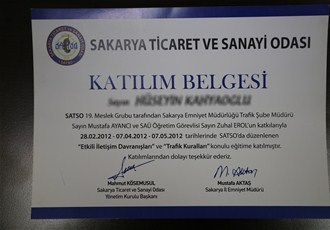 SAKARYA TİCARET VE SANAYİ ODASI
KATILIM BELGESİ
Sayın HÜSEYİN KAHYAOĞLU
SATSO 19. Meslek Grubu tarafından Sakarya Emniyet Müdürlüğü Trafik Şube Müdürü
Sayın Mustafa AYANCI ve SAÜ Öğretim Görevlisi Sayın Zuhal EROL'un katkılarıyla
28.02.2012 - 07.04.2012 - 07.05.2012 tarihlerinde SATSO'da düzenlenen
"Etkili İletişim Davranışları" ve "Trafik Kuralları" konulu eğitime katılmıştır.
Katılımlarından dolayı teşekkür ederiz.
Mahmut KÖSEMUSUL
Sakarya Ticaret ve Sanayi Odası
Yönetim Kurulu Başkanı
Mustafa AKTAŞ
Sakarya İl Emniyet Müdürü